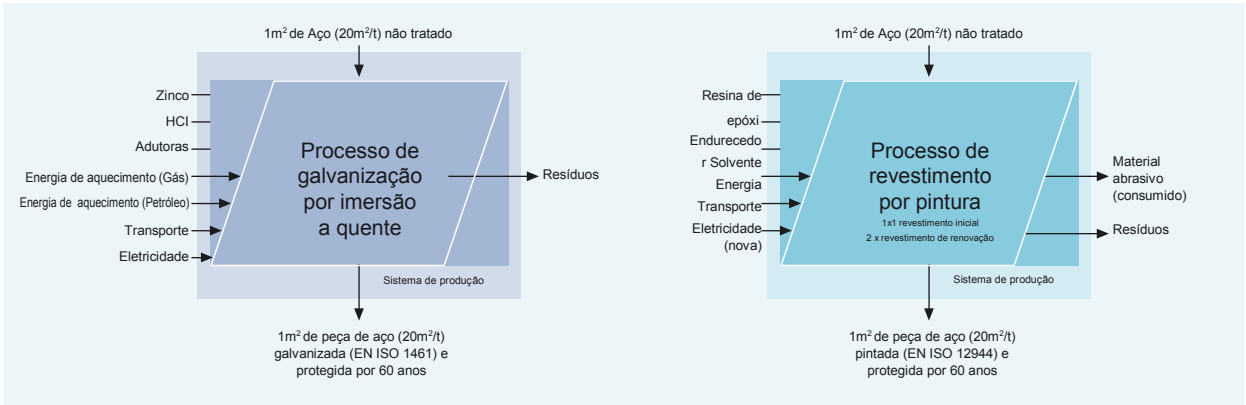 1m² de Aço (20m²/t) não tratado
Zinco
HCl
Adutoras
Energia de aquecimento (Gás)
Energia de aquecimento (Petróleo)
Transporte
Eletricidade
Processo de
galvanização
por imersão
a quente
Resíduos
Sistema de produção
1m² de peça de aço (20m²/t)
galvanizada (EN ISO 1461) e
protegida por 60 anos
1m² de Aço (20m²/t) não tratado
Resina de
epóxi
Endurecedo
r Solvente
Energia
Transporte
Eletricidade
(nova)
Processo de
revestimento
por pintura
1x1 revestimento inicial
2 x revestimento de renovação
Material
abrasivo
(consumido)
Resíduos
Sistema de produção
1m² de peça de aço (20m²/t)
pintada (EN ISO 12944) e
protegida por 60 anos